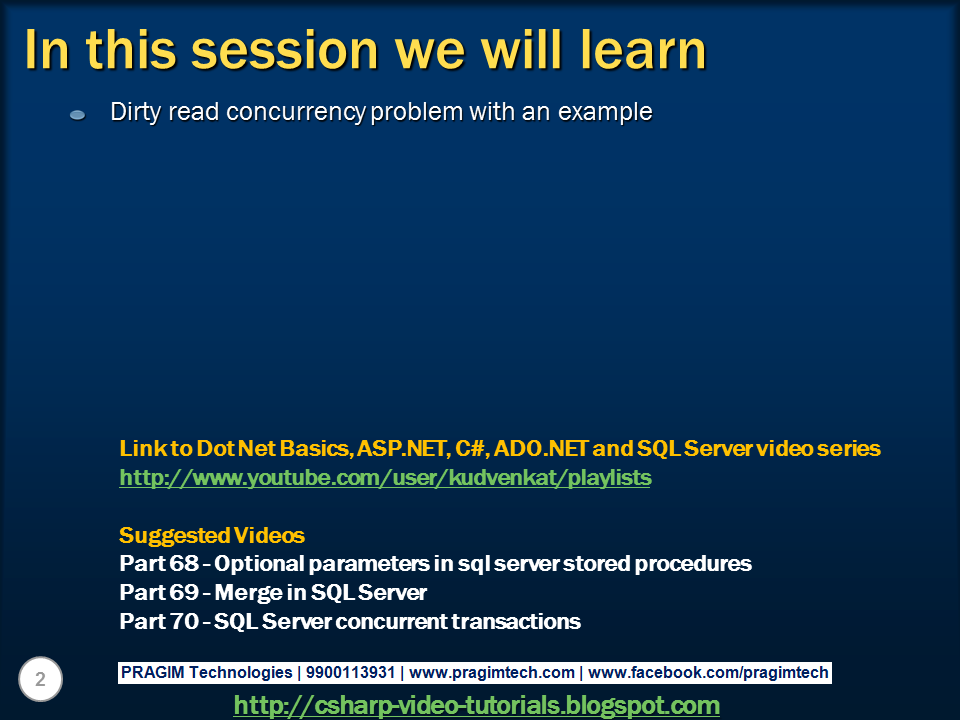 In this session we will learn
Dirty read concurrency problem with an example
Link to Dot Net Basics, ASP.NET, C#, ADO.NET and SQL Server video series
http://www.youtube.com/user/kudvenkat/playlists
Suggested Videos
Part 68 - Optional parameters in sql server stored procedures
Part 69 - Merge in SQL Server
Part 70 - SQL Server concurrent transactions
2
PRAGIM Technologies | 9900113931 | www.pragimtech.com | www.facebook.com/pragimtech
http://csharp-video-tutorials.blogspot.com